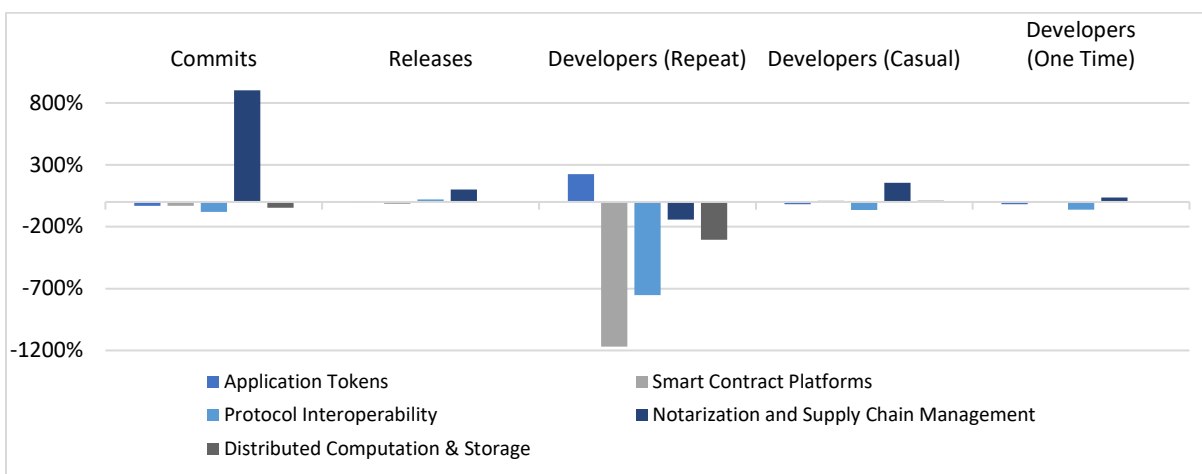 Commits
Releases
Developers (Repeat)
Developers (Casual)
Developers
(One Time)
800%
300%
-200%
-700%
-1200%
Application Tokens
Smart Contract Platforms
Protocol Interoperability
Notarization and Supply Chain Management
Distributed Computation & Storage